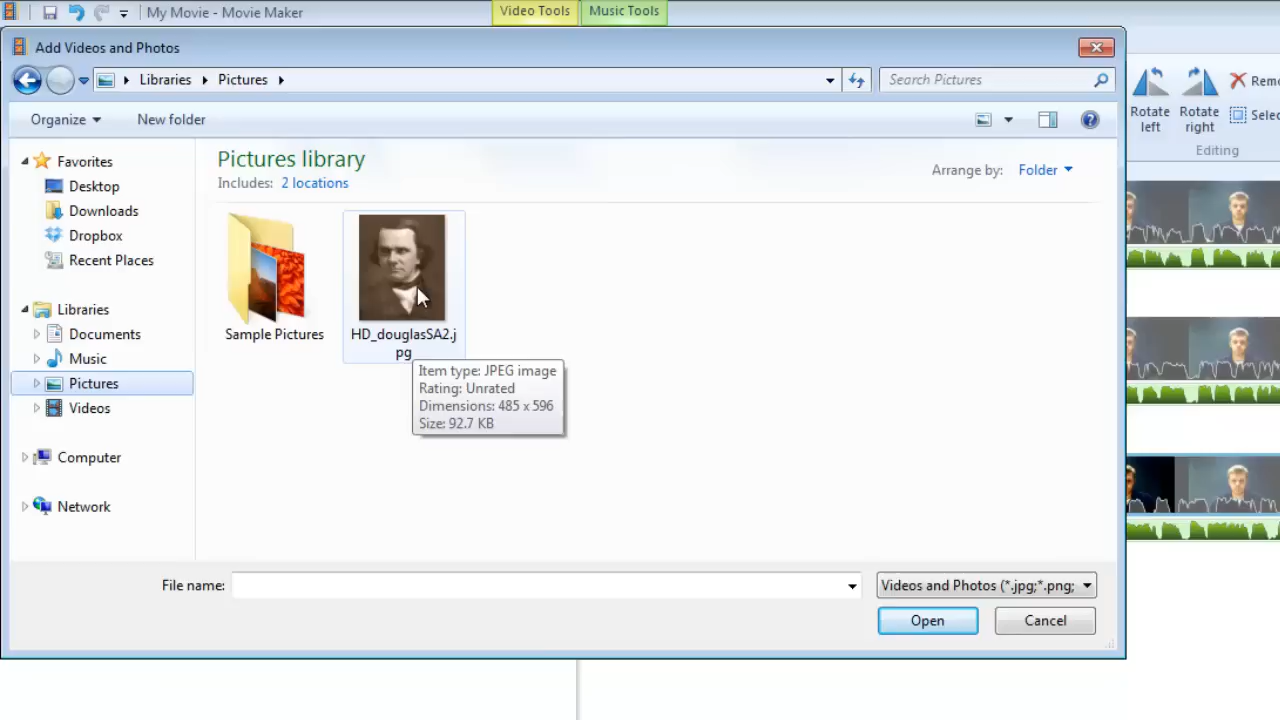 My Movie - Movie Maker
Video Tools
Music Tools
Add Videos and Photos
Libraries
Pictures
Search Pictures
Organize
New folder
Rotate left
Rotate right
Editing
Pictures library
Includes: 2 locations
Arrange by: Folder
Favorites
Desktop
Downloads
Dropbox
Recent Places
Libraries
Documents
Music
Pictures
Videos
Computer
Network
Sample Pictures
HD_douglasSA2.j
pg
Item type: JPEG image
Rating: Unrated
Dimensions: 485 x 596
Size: 92.7 KB
File name:
Videos and Photos (*.jpg;*.png;
Open
Cancel